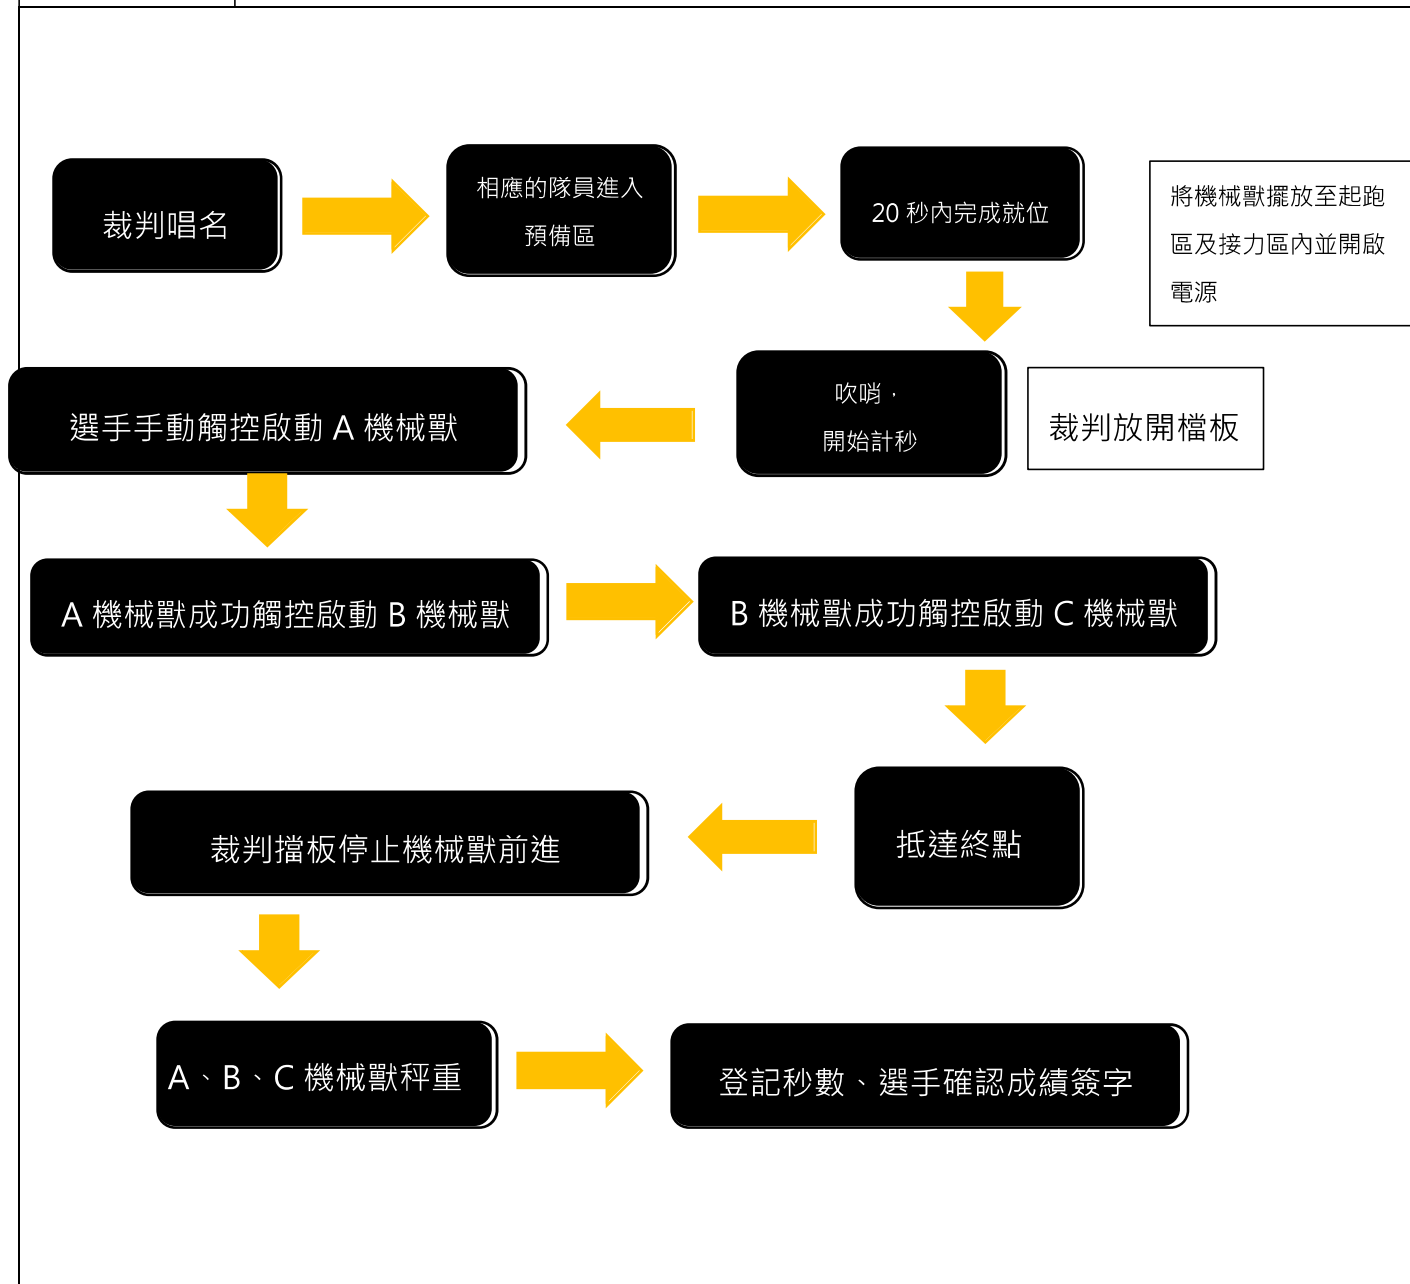 裁判唱名
相應的隊員進入
預備區
20 秒內完成就位
將機械獸擺放至起跑
區及接力區內並開啟
電源
吹哨，
開始計秒
裁判放開檔板
選手手動觸控啟動 A 機械獸
A 機械獸成功觸控啟動 B 機械獸
B 機械獸成功觸控啟動 C 機械獸
抵達終點
裁判擋板停止機械獸前進
A、B、C 機械獸秤重
登記秒數、選手確認成績簽字